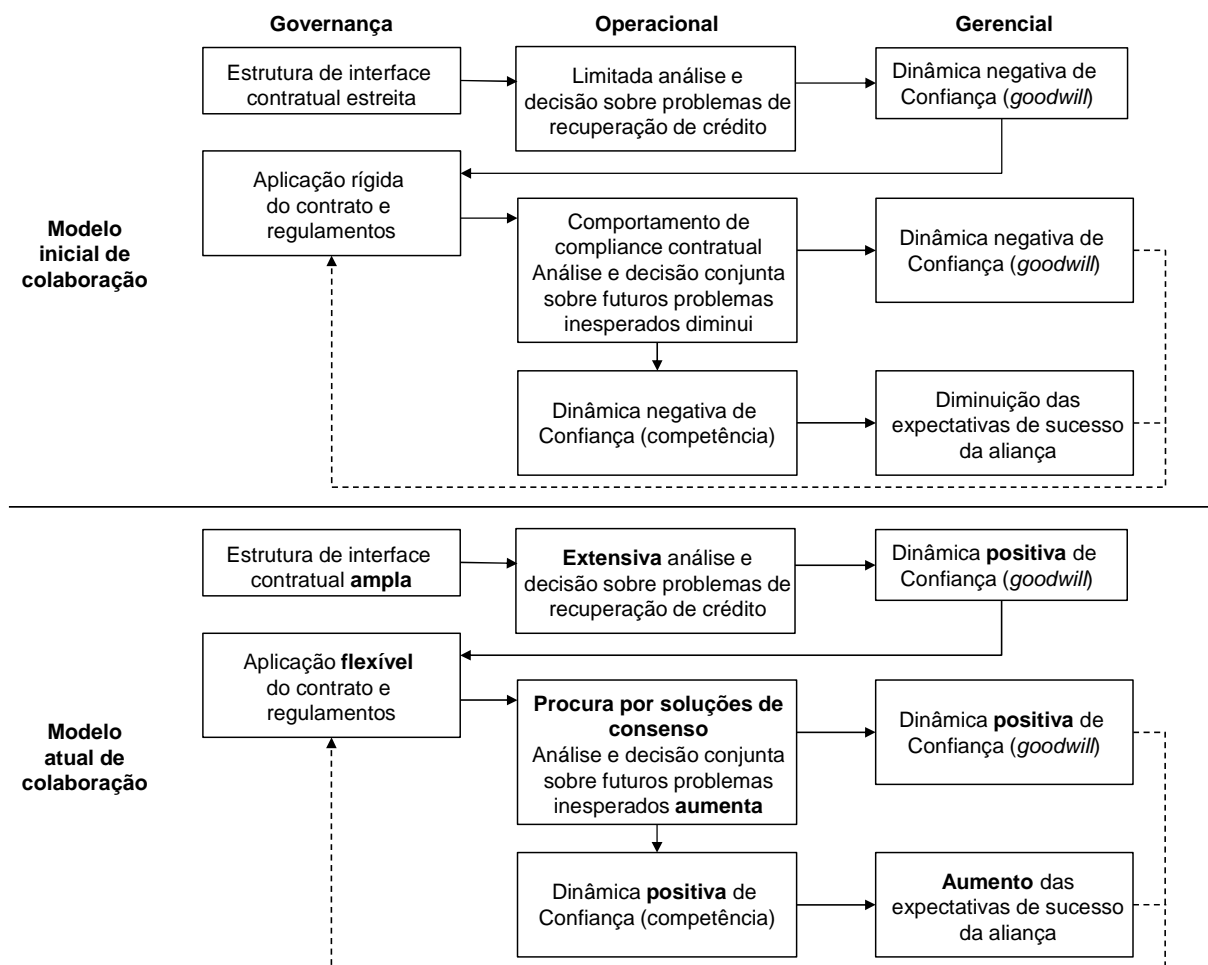 Governança
Operacional
Gerencial
Estrutura de interface
contratual estreita
Limitada análise e
decisão sobre problemas de
recuperação de crédito
Dinâmica negativa de
Confiança (goodwill)
Modelo
inicial de
colaboração
Aplicação rígida
do contrato e
regulamentos
Comportamento de
compliance contratual
Análise e decisão conjunta
sobre futuros problemas
inesperados diminui
Dinâmica negativa de
Confiança (goodwill)
Dinâmica negativa de
Confiança (competência)
Diminuição das
expectativas de sucesso
da aliança
Estrutura de interface
contratual ampla
Extensiva análise e
decisão sobre problemas de
recuperação de crédito
Dinâmica positiva de
Confiança (goodwill)
Modelo
atual de
colaboração
Aplicação flexível
do contrato e
regulamentos
Procura por soluções de
consenso
Análise e decisão conjunta
sobre futuros problemas
inesperados aumenta
Dinâmica positiva de
Confiança (goodwill)
Dinâmica positiva de
Confiança (competência)
Aumento das
expectativas de sucesso
da aliança